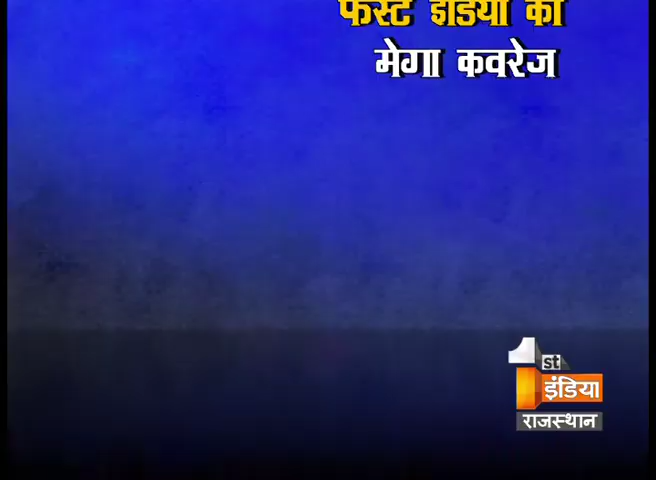 फर्स्ट इंडिया की
मेगा कवरेज
1st
इंडिया
राजस्थान